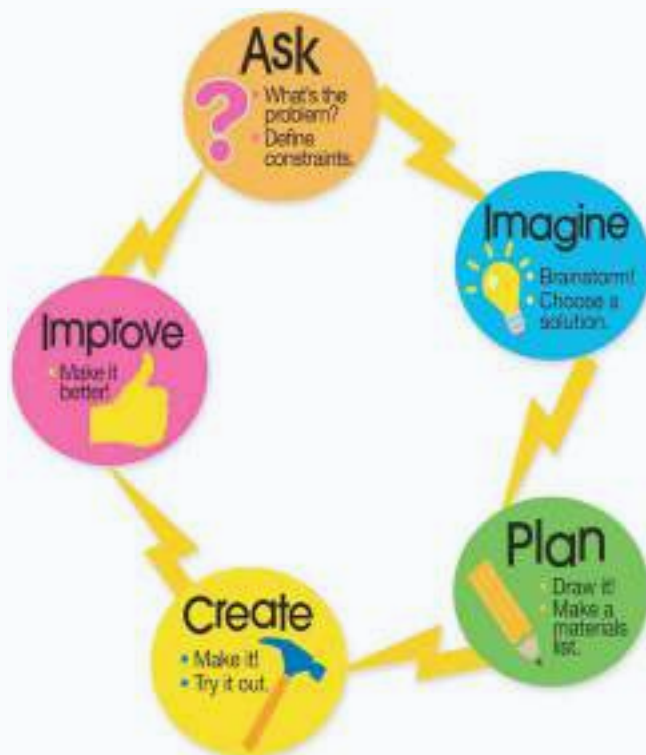 Ask
• What's the
problem?
• Define
constraints.
Imagine
• Brainstorm!
• Choose a
solution.
Plan
• Draw it!
• Make a
materials
list.
Create
• Make it!
• Try it out.
Improve
• Make it
better!